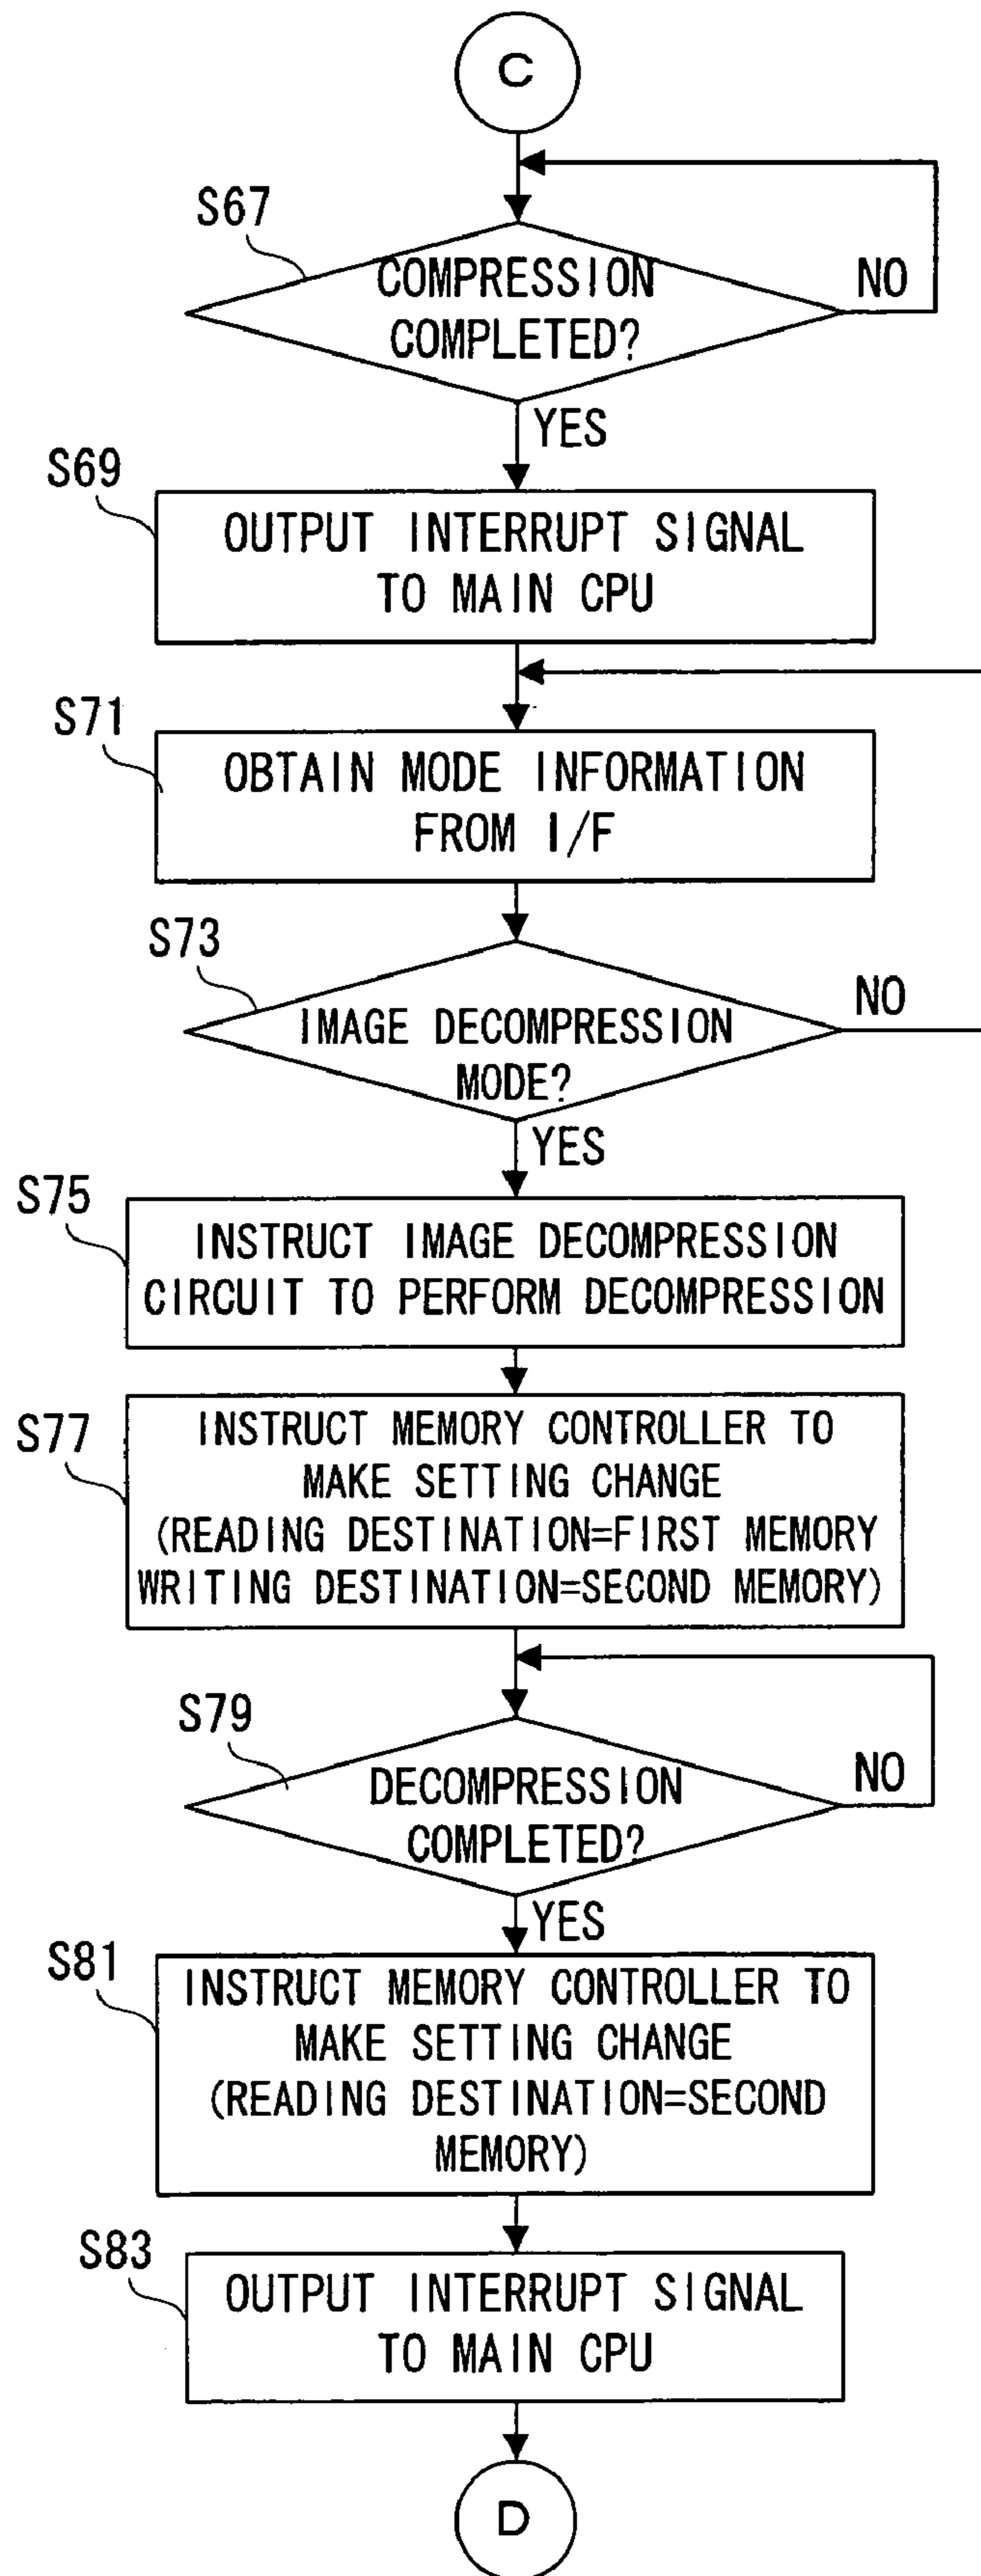 C
S67
COMPRESSION
COMPLETED?
NO
YES
S69
OUTPUT INTERRUPT SIGNAL
TO MAIN CPU
S71
OBTAIN MODE INFORMATION
FROM I/F
S73
IMAGE DECOMPRESSION
MODE?
NO
YES
S75
INSTRUCT IMAGE DECOMPRESSION
CIRCUIT TO PERFORM DECOMPRESSION
S77
INSTRUCT MEMORY CONTROLLER TO
MAKE SETTING CHANGE
(READING DESTINATION=FIRST MEMORY
WRITING DESTINATION=SECOND MEMORY)
S79
DECOMPRESSION
COMPLETED?
NO
YES
S81
INSTRUCT MEMORY CONTROLLER TO
MAKE SETTING CHANGE
(READING DESTINATION=SECOND
MEMORY)
S83
OUTPUT INTERRUPT SIGNAL
TO MAIN CPU
D